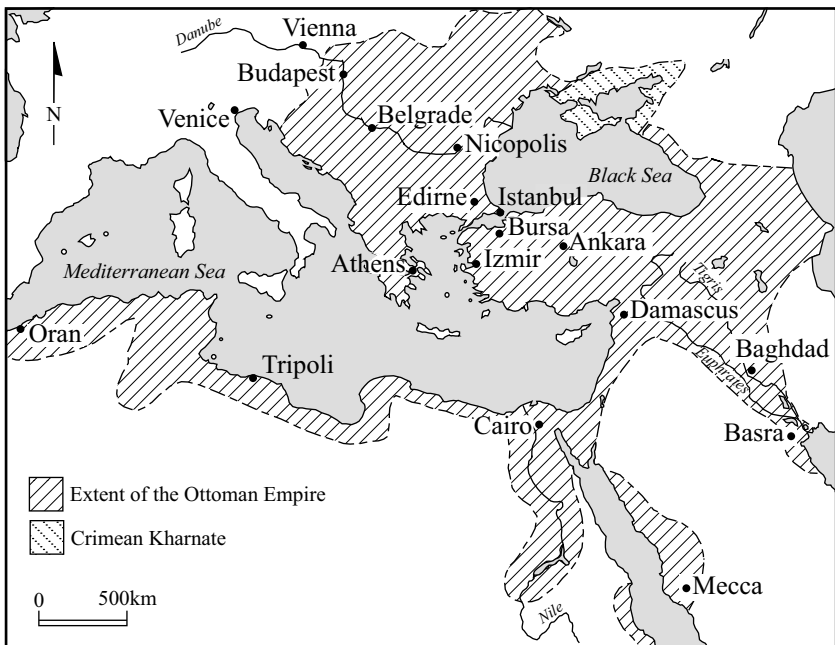 Vienna
Danube
N
Budapest
Venice
Belgrade
Nicopolis
Black Sea
Edirne
Istanbul
Bursa
Ankara
Mediterranean Sea
Athens
Izmir
Tigris
Oran
Damascus
Tripoli
Baghdad
Euphrates
Cairo
Basra
Extent of the Ottoman Empire
Crimean Kharnate
0 500km
Mecca
Nile